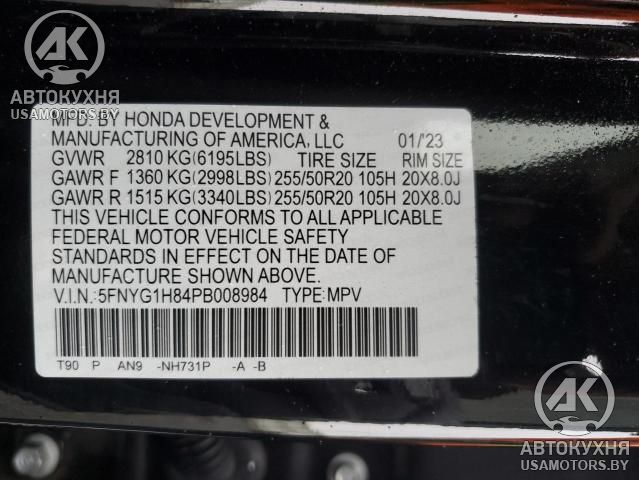 AK
АВТОКУХНЯ
USAMOTORS.BY
MFD. BY HONDA DEVELOPMENT &
MANUFACTURING OF AMERICA, LLC 01/'23
GVWR 2810 KG(6195LBS) TIRE SIZE RIM SIZE
GAWR F 1360 KG(2998LBS) 255/50R20 105H 20X8.0J
GAWR R 1515 KG(3340LBS) 255/50R20 105H 20X8.0J
THIS VEHICLE CONFORMS TO ALL APPLICABLE
FEDERAL MOTOR VEHICLE SAFETY
STANDARDS IN EFFECT ON THE DATE OF
MANUFACTURE SHOWN ABOVE.
V.I.N.: 5FNYG1H84PB008984 TYPE: MPV
T90 P AN9 -NH731P -A -B
AK
АВТОКУХНЯ
USAMOTORS.BY